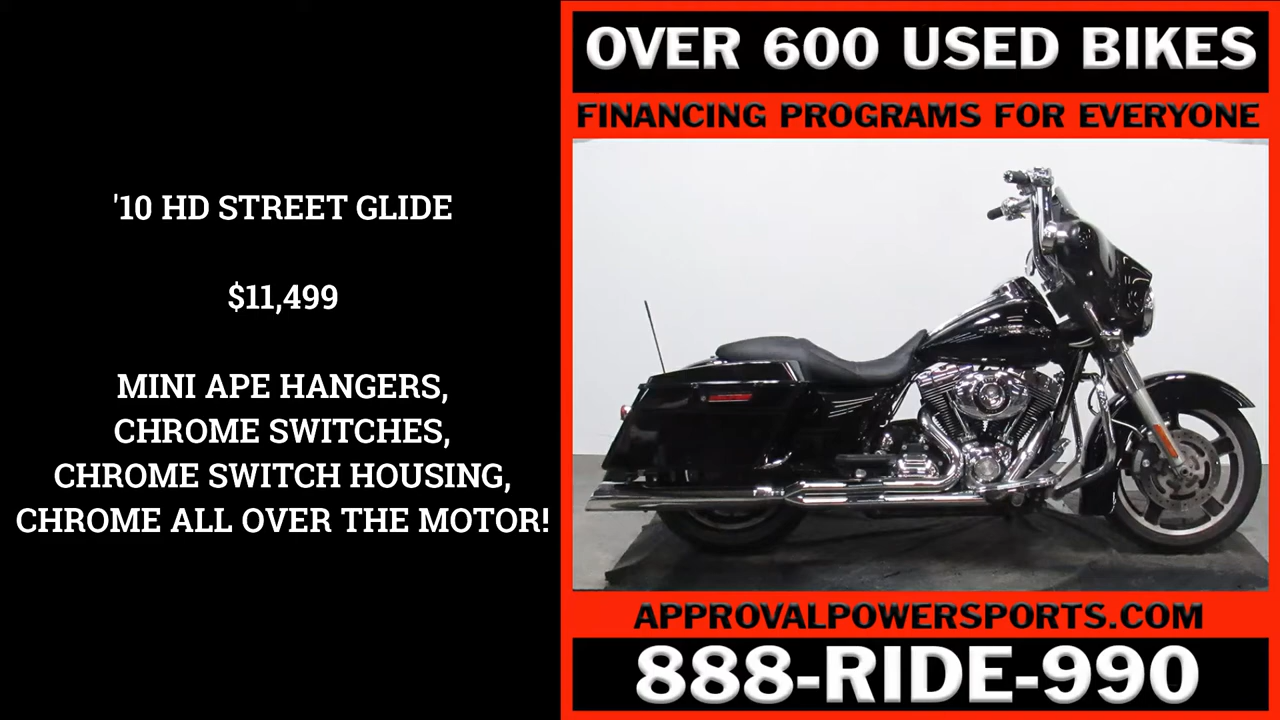 '10 HD STREET GLIDE
$11,499
MINI APE HANGERS,
CHROME SWITCHES,
CHROME SWITCH HOUSING,
CHROME ALL OVER THE MOTOR!
OVER 600 USED BIKES
FINANCING PROGRAMS FOR EVERYONE
APPROVALPOWERSPORTS.COM
888-RIDE-990